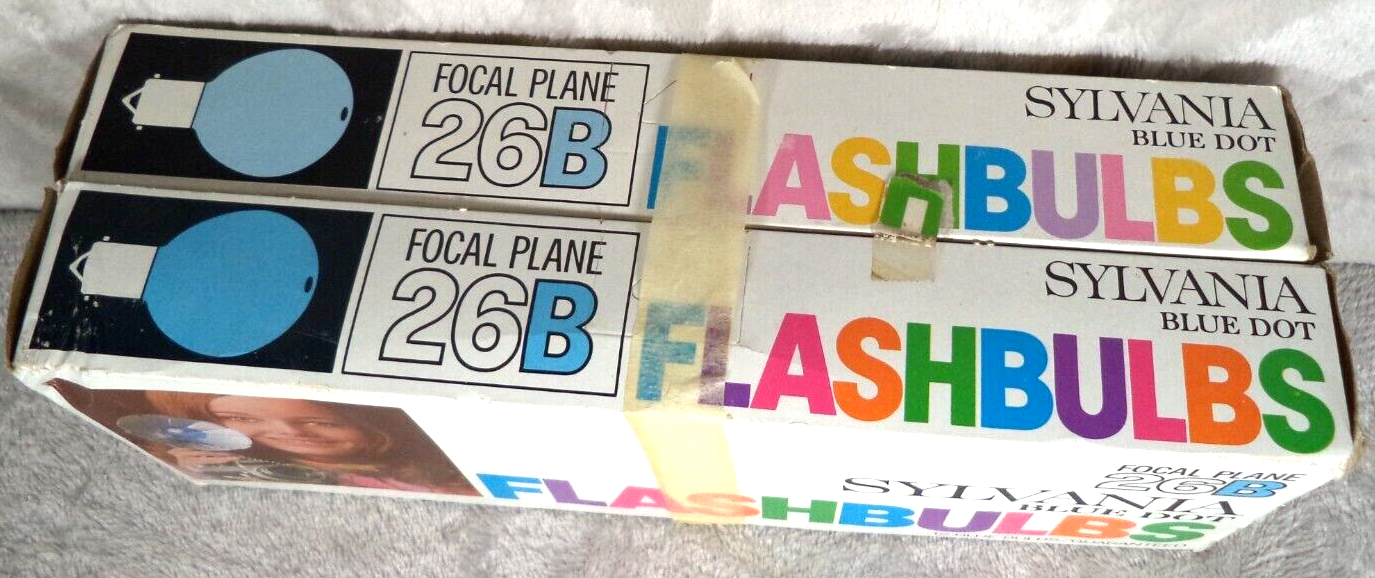 FOCAL PLANE
26B
SYLVANIA
BLUE DOT
FLASHBULBS
FOCAL PLANE
26B
SYLVANIA
BLUE DOT
FLASHBULBS
FOCAL PLANE
26B
SYLVANIA
BLUE DOT
FLASHBULBS
GUARANTEED